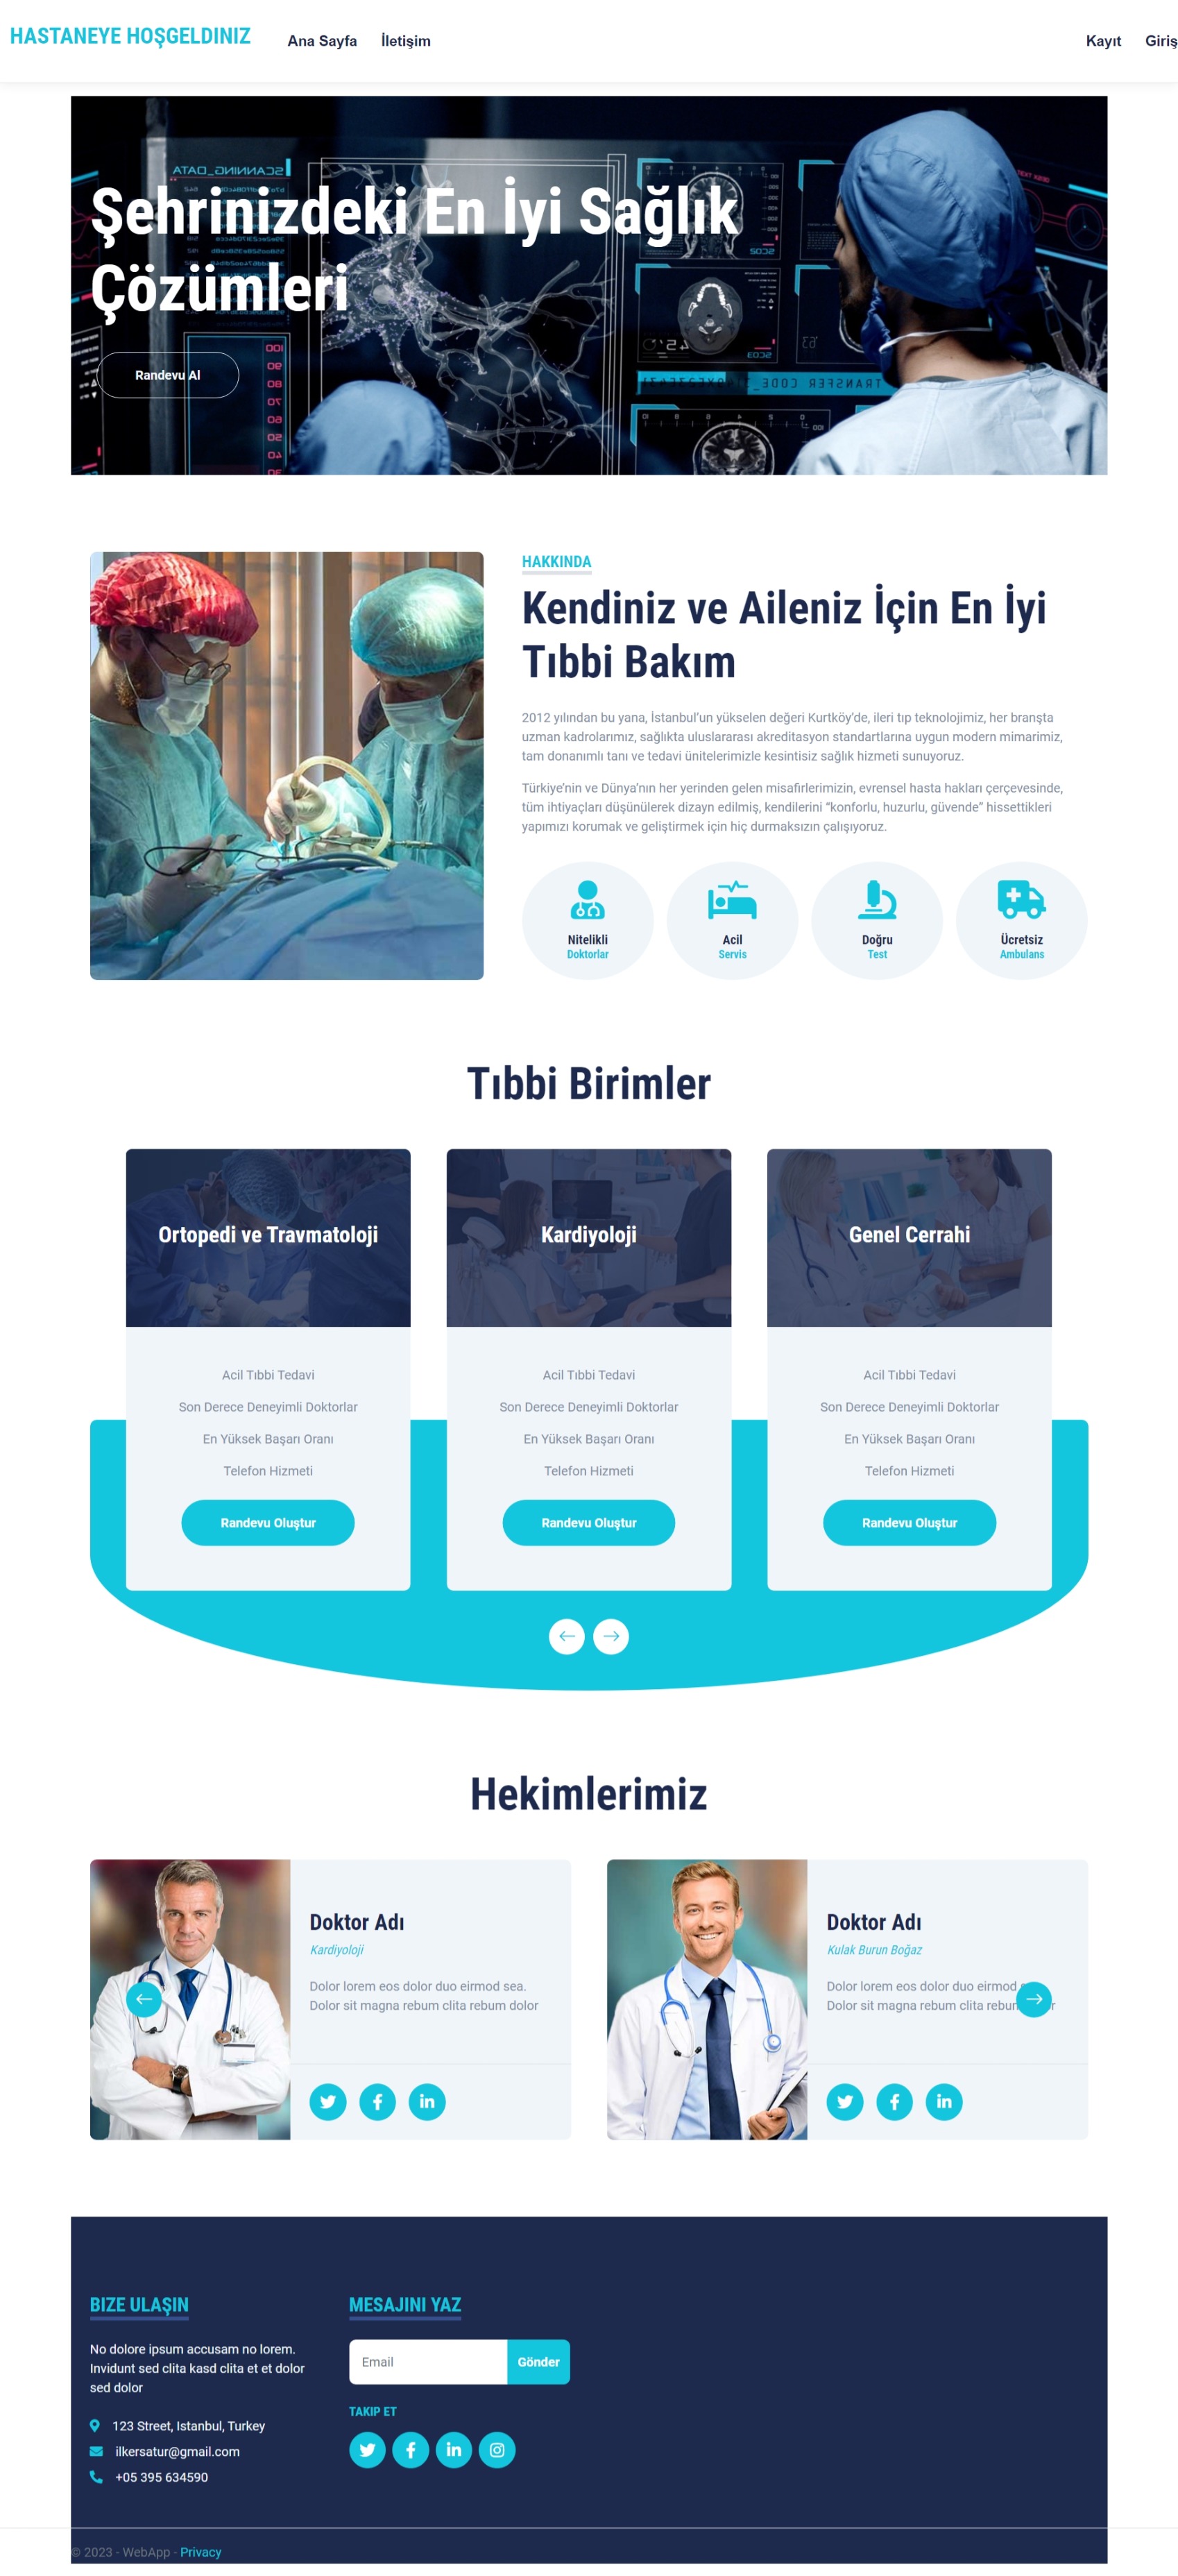 HASTANEYE HOŞGELDINIZ
Ana Sayfa
İletişim
Kayıt
Giriş
Şehrinizdeki En İyi Sağlık
Çözümleri
Randevu Al
HAKKINDA
Kendiniz ve Aileniz İçin En İyi
Tıbbi Bakım
2012 yılından bu yana, İstanbul'un yükselen değeri Kurtköy'de, ileri tıp teknolojimiz, her branşta
uzman kadrolarımız, sağlıkta uluslararası akreditasyon standartlarına uygun modern mimarimiz,
tam donanımlı tanı ve tedavi ünitelerimizle kesintisiz sağlık hizmeti sunuyoruz.
Türkiye'nin ve Dünya'nın her yerinden gelen misafirlerimizin, evrensel hasta hakları çerçevesinde,
tüm ihtiyaçları düşünülerek dizayn edilmiş, kendilerini "konforlu, huzurlu, güvende" hissettikleri
yapımızı korumak ve geliştirmek için hiç durmaksızın çalışıyoruz.
Nitelikli
Doktorlar
Acil
Servis
Doğru
Test
Ücretsiz
Ambulans
Tıbbi Birimler
Ortopedi ve Travmatoloji
Acil Tıbbi Tedavi
Son Derece Deneyimli Doktorlar
En Yüksek Başarı Oranı
Telefon Hizmeti
Randevu Oluştur
Kardiyoloji
Acil Tıbbi Tedavi
Son Derece Deneyimli Doktorlar
En Yüksek Başarı Oranı
Telefon Hizmeti
Randevu Oluştur
Genel Cerrahi
Acil Tıbbi Tedavi
Son Derece Deneyimli Doktorlar
En Yüksek Başarı Oranı
Telefon Hizmeti
Randevu Oluştur
Hekimlerimiz
Doktor Adı
Kardiyoloji
Dolor lorem eos dolor duo eirmod sea.
Dolor sit magna rebum clita rebum dolor
Doktor Adı
Kulak Burun Boğaz
Dolor lorem eos dolor duo eirmod
Dolor sit magna rebum clita
BIZE ULAŞIN
No dolore ipsum accusam no lorem.
Invidunt sed clita kasd clita et et dolor
sed dolor
123 Street, Istanbul, Turkey
ilkersatur@gmail.com
+05 395 634590
MESAJINI YAZ
Email
Gönder
TAKIP ET
© 2023 - WebApp - Privacy